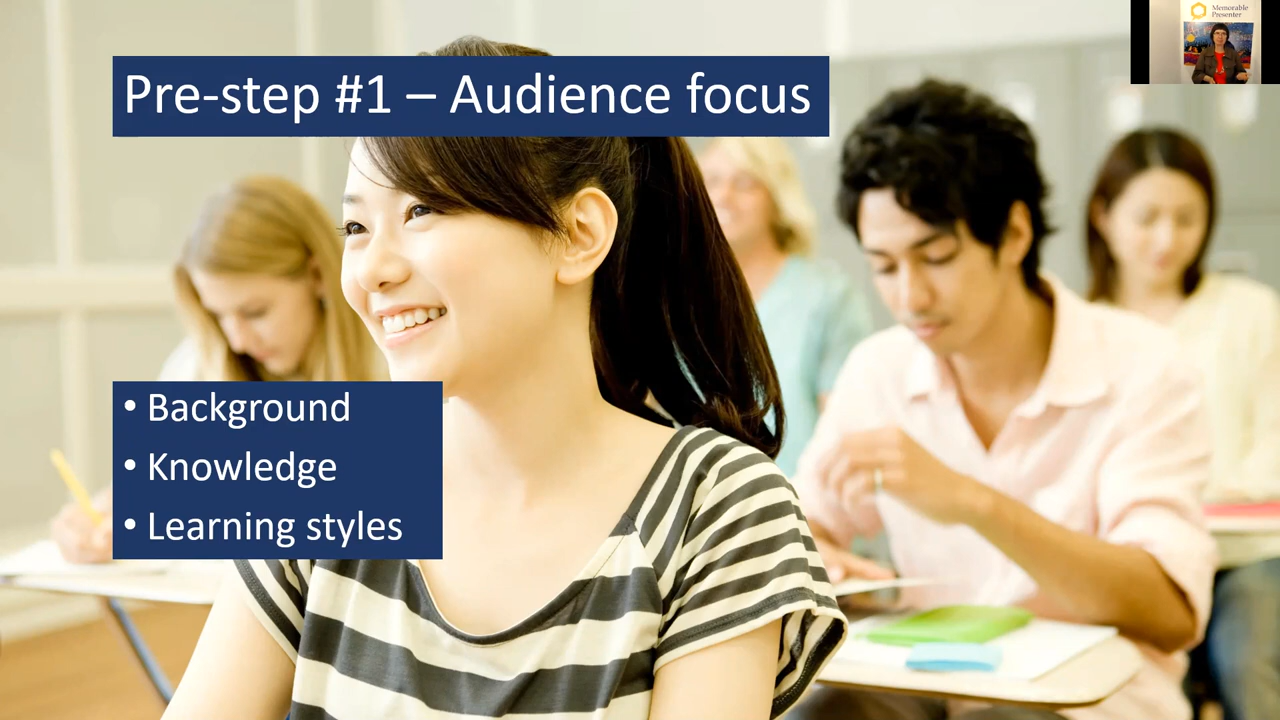 Memorable
Presenter
Pre-step #1 – Audience focus
• Background
• Knowledge
• Learning styles